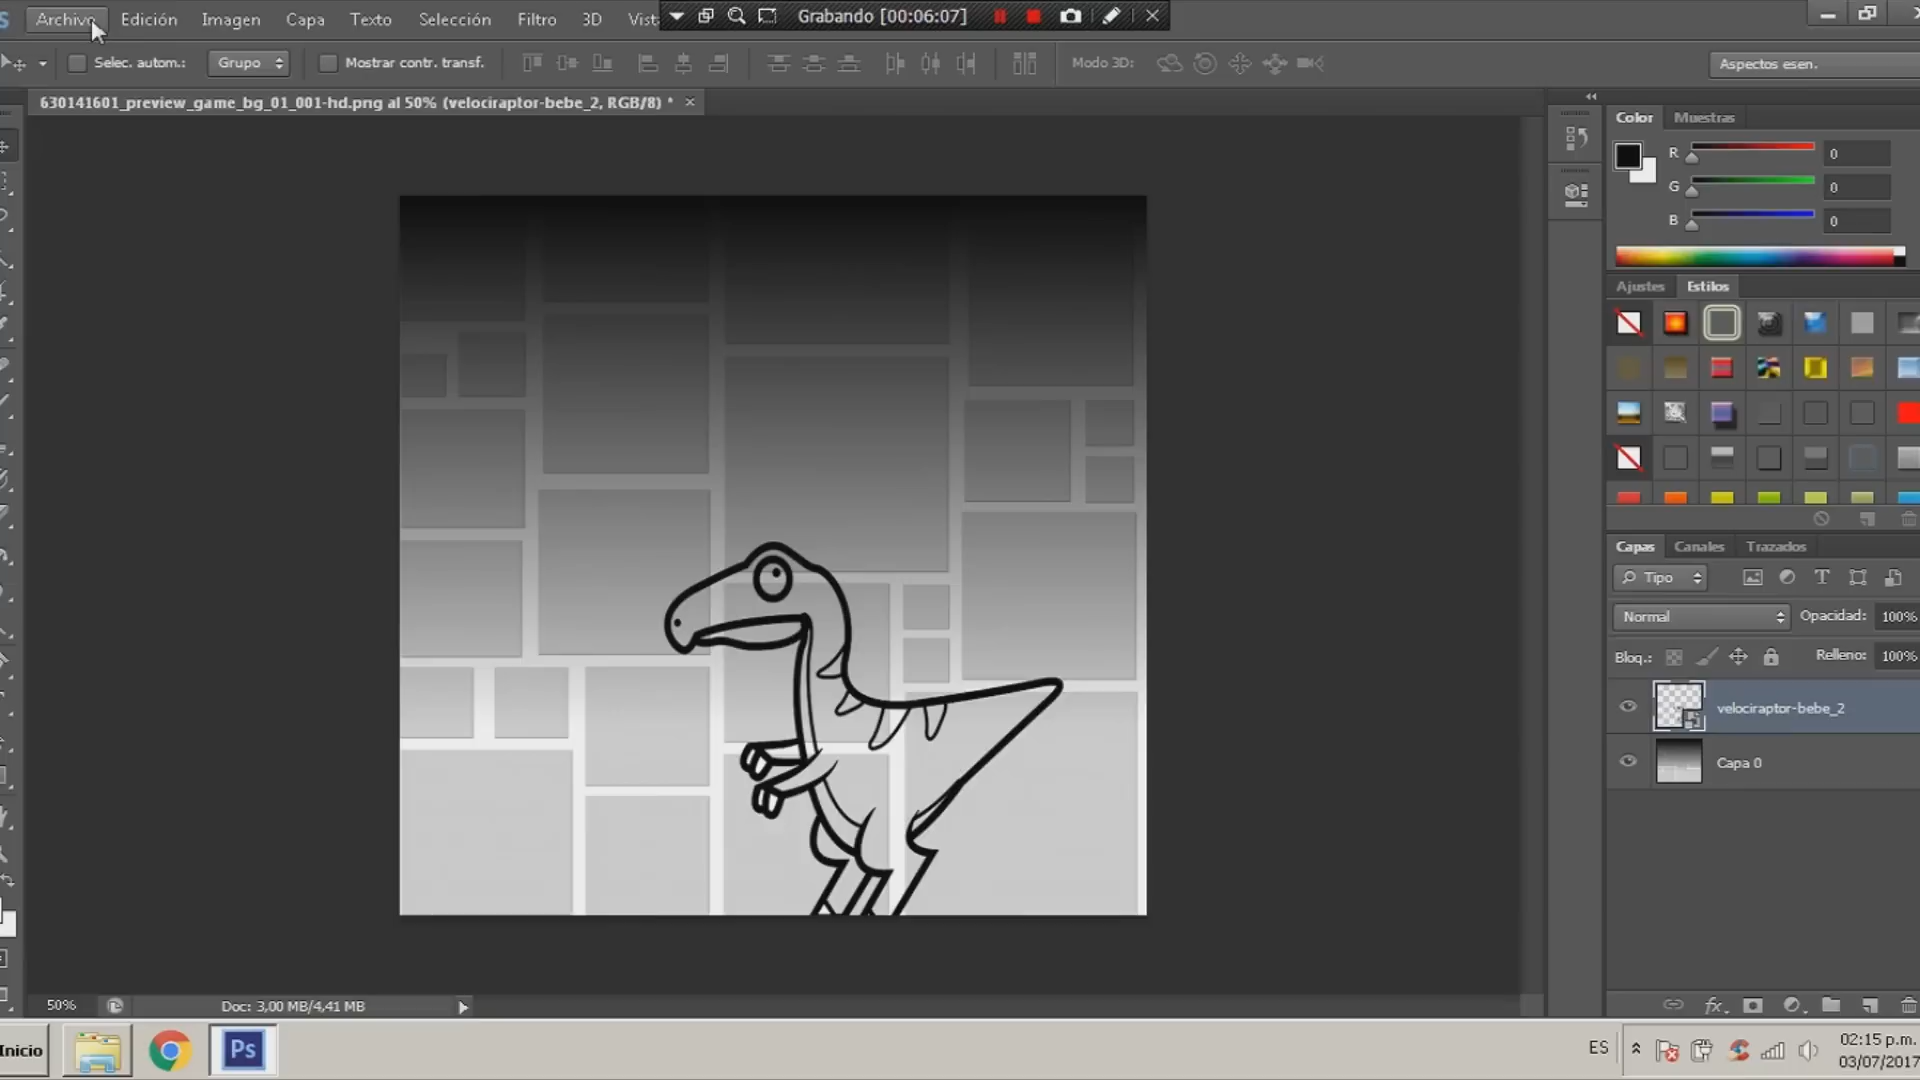 Archivo Edición Imagen Capa Texto Selección Filtro 3D Vist
Grabando [00:06:07]
Selec. autom.: Grupo Mostrar contr. transf. Modo 3D: Aspectos esen.
630141601_preview_game_bg_01_001-hd.png al 50% (velociraptor-bebe_2, RGB/8) *
Color Muestras
R 0
G 0
B 0
Ajustes Estilos
Capas Canales Trazados
Tipo
Normal Opacidad: 100%
Bloq.: Relleno: 100%
velociraptor-bebe_2
Capa 0
fx
50% Doc: 3,00 MB/4,41 MB
Inicio Ps ES 02:15 p.m.
03/07/2017